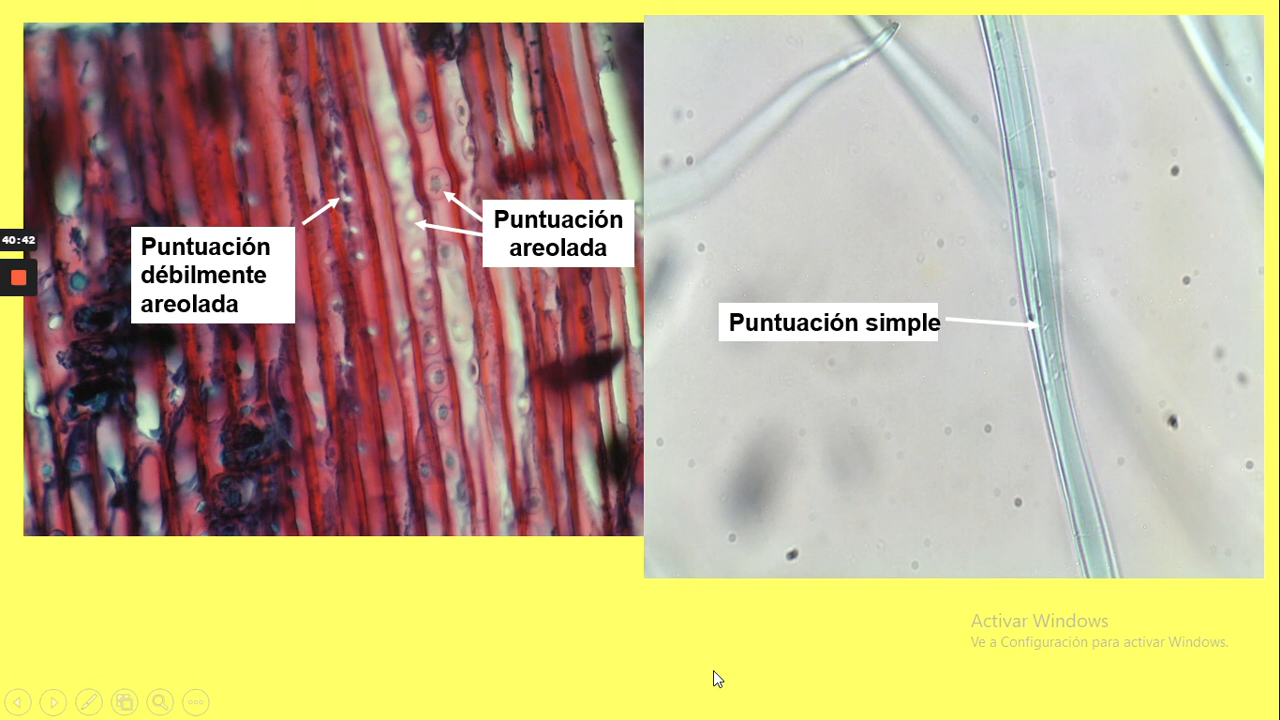 40:42
Puntuación
débilmente
areolada
Puntuación
areolada
Puntuación simple
Activar Windows
Ve a Configuración para activar Windows.